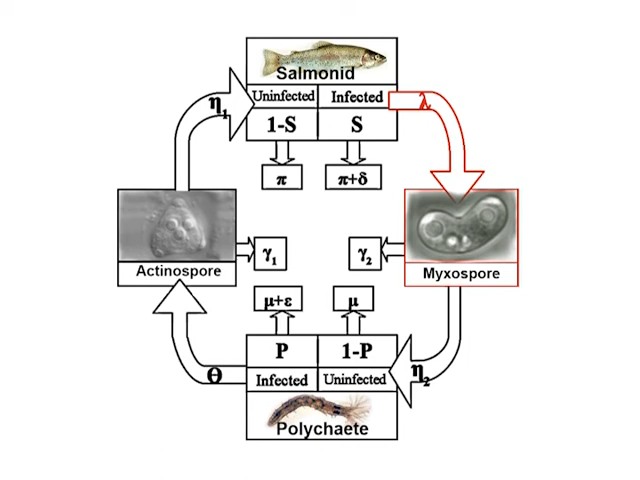 Salmonid
Uninfected Infected
1-S S
η1
λ
π π+δ
Actinospore
γ1
γ2
Myxospore
μ+ε μ
P 1-P
Infected Uninfected
Θ
η2
Polychaete